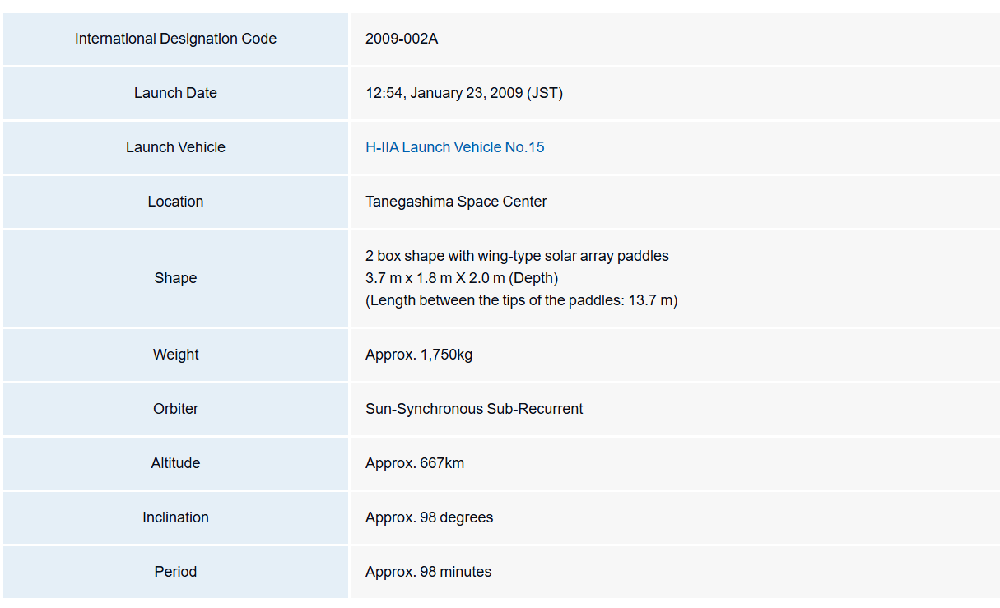 International Designation Code
2009-002A
Launch Date
12:54, January 23, 2009 (JST)
Launch Vehicle
H-IIA Launch Vehicle No.15
Location
Tanegashima Space Center
Shape
2 box shape with wing-type solar array paddles
3.7 m x 1.8 m X 2.0 m (Depth)
(Length between the tips of the paddles: 13.7 m)
Weight
Approx. 1,750kg
Orbiter
Sun-Synchronous Sub-Recurrent
Altitude
Approx. 667km
Inclination
Approx. 98 degrees
Period
Approx. 98 minutes